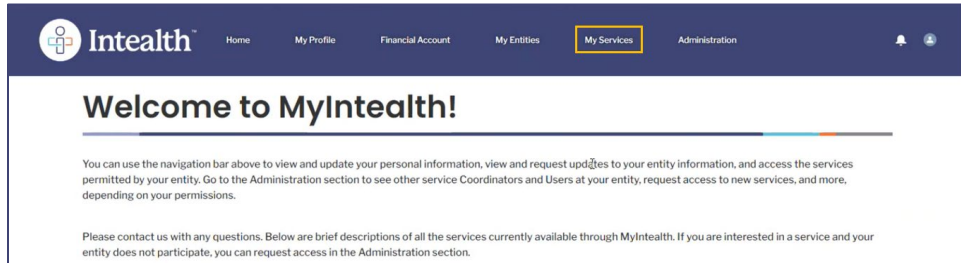 Intealth™ Home My Profile Financial Account My Entities My Services Administration
Welcome to MyIntealth!
You can use the navigation bar above to view and update your personal information, view and request updates to your entity information, and access the services
permitted by your entity. Go to the Administration section to see other service Coordinators and Users at your entity, request access to new services, and more,
depending on your permissions.
Please contact us with any questions. Below are brief descriptions of all the services currently available through MyIntealth. If you are interested in a service and your
entity does not participate, you can request access in the Administration section.